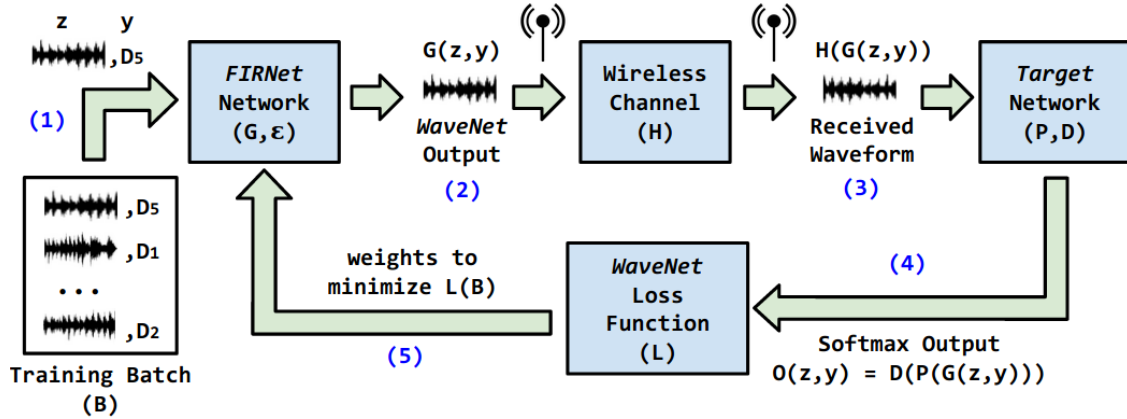 z y
,D5
(1)
FIRNet
Network
(G,ε)
G(z,y)
WaveNet
Output
(2)
Wireless
Channel
(H)
H(G(z,y))
Received
Waveform
(3)
Target
Network
(P,D)
,D5
,D1
...
,D2
Training Batch
(B)
weights to
minimize L(B)
(5)
WaveNet
Loss
Function
(L)
(4)
Softmax Output
O(z,y) = D(P(G(z,y)))